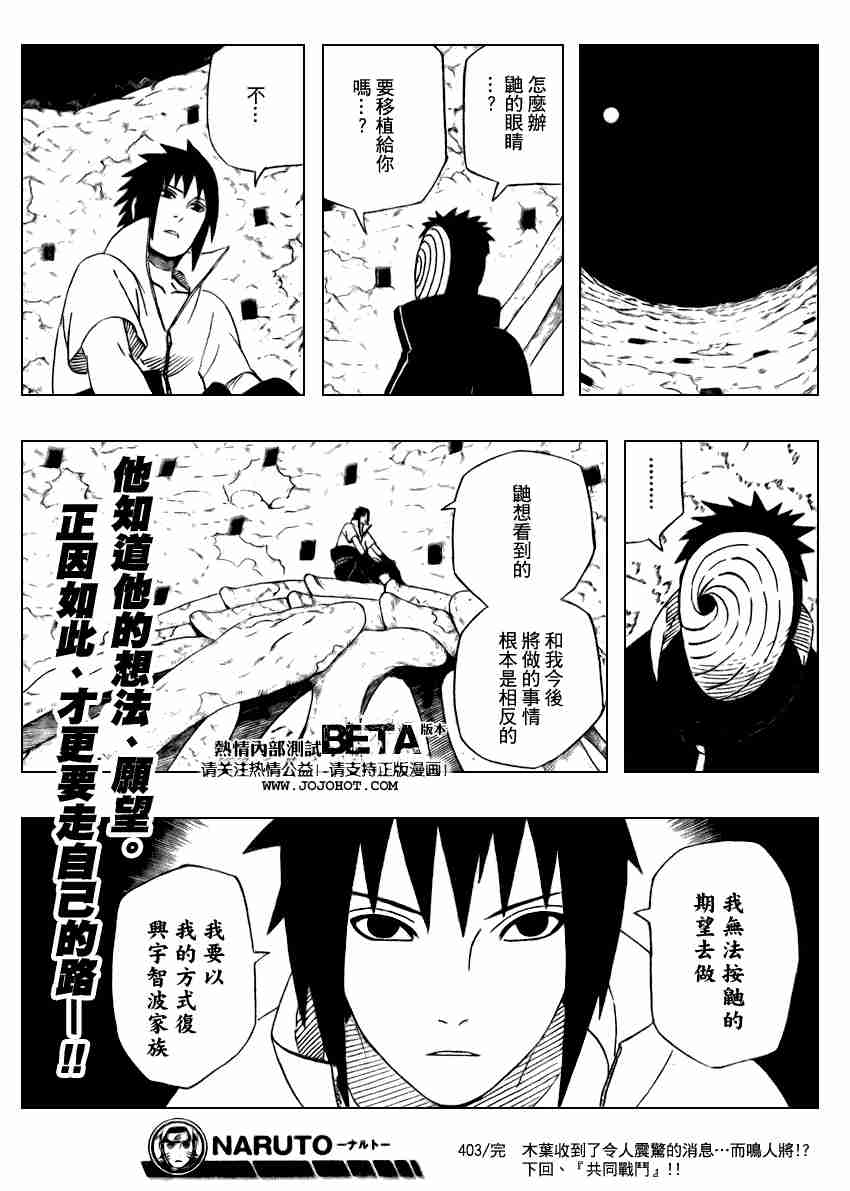 怎麼辦
鼬的眼睛
…?
要移植給你
嗎…?
不…
………
鼬想看到的
和我今後
將做的事情
根本是相反的
他知道他的想法、願望。
正因如此、才更要走自己的路—!!
熱情內部測試BETA版本
请关注热情公益!-请支持正版漫画!
WWW.JOJOHOT.COM
我無法按鼬的
期望去做
我要以
我的方式復
興宇智波家族
NARUTO—ナルト—
403/完 木葉收到了令人震驚的消息…而鳴人將!?
下回、『共同戰鬥』!!